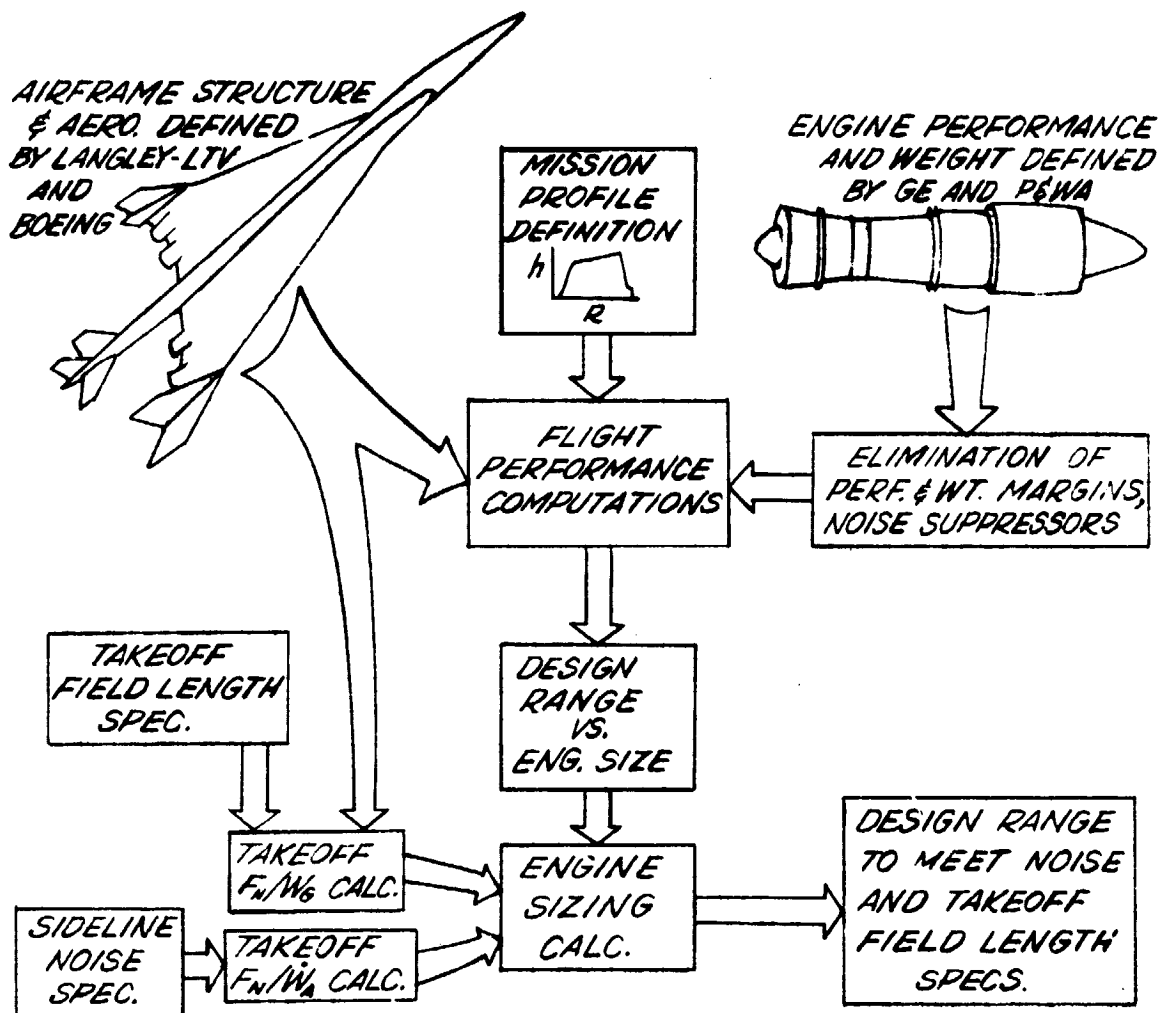 AIRFRAME STRUCTURE
& AERO. DEFINED
BY LANGLEY-LTV
AND
BOEING
MISSION
PROFILE
DEFINITION
h
R
ENGINE PERFORMANCE
AND WEIGHT DEFINED
BY GE AND P&WA
FLIGHT
PERFORMANCE
COMPUTATIONS
ELIMINATION OF
PERF. & WT. MARGINS,
NOISE SUPPRESSORS
TAKEOFF
FIELD LENGTH
SPEC.
DESIGN
RANGE
VS.
ENG. SIZE
TAKEOFF
F_N/W_G CALC.
SIDELINE
NOISE
SPEC.
TAKEOFF
F_N/Ẇ_A CALC.
ENGINE
SIZING
CALC.
DESIGN RANGE
TO MEET NOISE
AND TAKEOFF
FIELD LENGTH
SPECS.